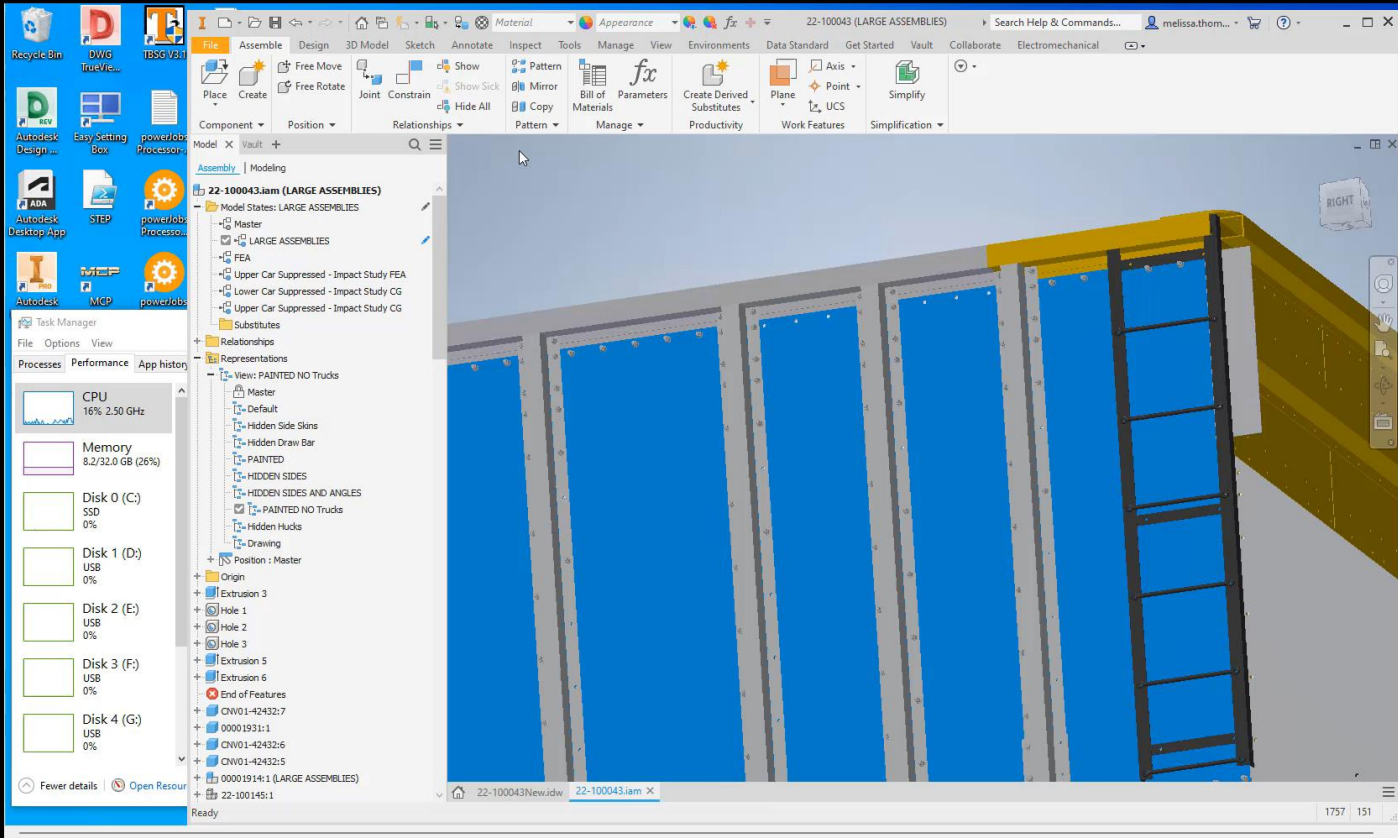 Recycle Bin
DWG TrueVie...
TBSG V3.1
REV
Autodesk Design ...
Easy Setting Box
powerJobs Processor-
ADA
Autodesk Desktop App
STEP
powerJobs Processo...
PRO
Autodesk
MCP
MCP
powerJobs
Task Manager
File Options View
Processes Performance App history
CPU
16% 2.50 GHz
Memory
8.2/32.0 GB (26%)
Disk 0 (C:)
SSD
0%
Disk 1 (D:)
USB
0%
Disk 2 (E:)
USB
0%
Disk 3 (F:)
USB
0%
Disk 4 (G:)
USB
0%
Fewer details Open Resour
Material Appearance fx 22-100043 (LARGE ASSEMBLIES) Search Help & Commands... melissa.thom...
File Assemble Design 3D Model Sketch Annotate Inspect Tools Manage View Environments Data Standard Get Started Vault Collaborate Electromechanical
Place
Create
Free Move
Free Rotate
Joint
Constrain
Show
Show Sick
Hide All
Pattern
Mirror
Copy
Bill of Materials
fx
Parameters
Create Derived Substitutes
Plane
Axis
Point
UCS
Simplify
Component Position Relationships Pattern Manage Productivity Work Features Simplification
Model Vault
Assembly Modeling
22-100043.iam (LARGE ASSEMBLIES)
Model States: LARGE ASSEMBLIES
Master
LARGE ASSEMBLIES
FEA
Upper Car Suppressed - Impact Study FEA
Lower Car Suppressed - Impact Study CG
Upper Car Suppressed - Impact Study CG
Substitutes
Relationships
Representations
View: PAINTED NO Trucks
Master
Default
Hidden Side Skins
Hidden Draw Bar
PAINTED
HIDDEN SIDES
HIDDEN SIDES AND ANGLES
PAINTED NO Trucks
Hidden Hucks
Drawing
Position : Master
Origin
Extrusion 3
Hole 1
Hole 2
Hole 3
Extrusion 5
Extrusion 6
End of Features
CNV01-42432:7
00001931:1
CNV01-42432:6
CNV01-42432:5
00001914:1 (LARGE ASSEMBLIES)
22-100145:1
RIGHT
22-100043New.idw 22-100043.iam
Ready
1757 151